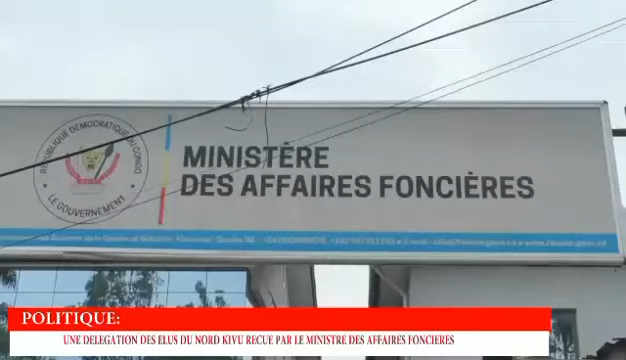 RÉPUBLIQUE DÉMOCRATIQUE DU CONGO
LE GOUVERNEMENT
MINISTÈRE
DES AFFAIRES FONCIÈRES
POLITIQUE:
UNE DELEGATION DES ELUS DU NORD KIVU RECUE PAR LE MINISTRE DES AFFAIRES FONCIERES